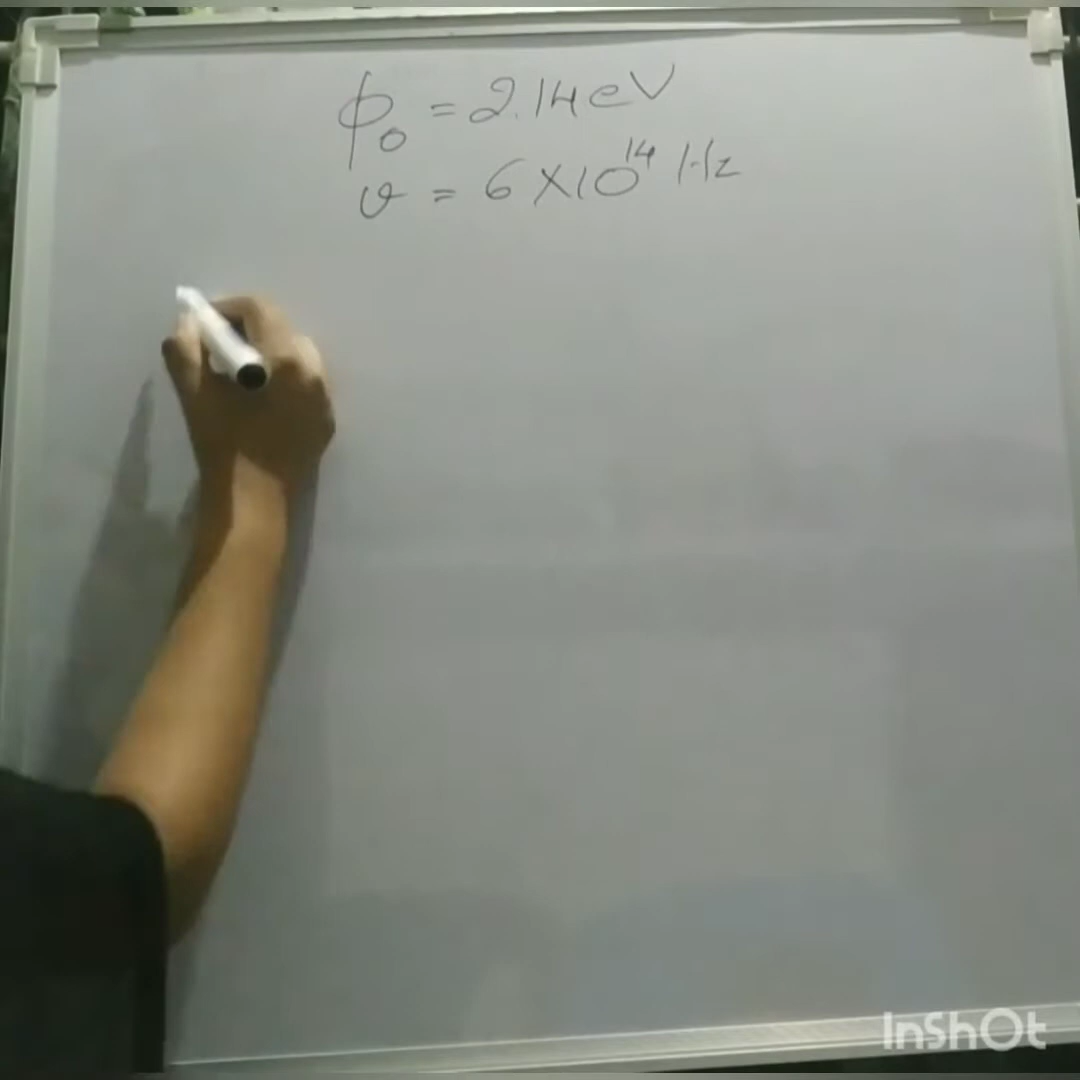 ϕ₀ = 2.14 eV
υ = 6 × 10¹⁴ Hz
InShOt